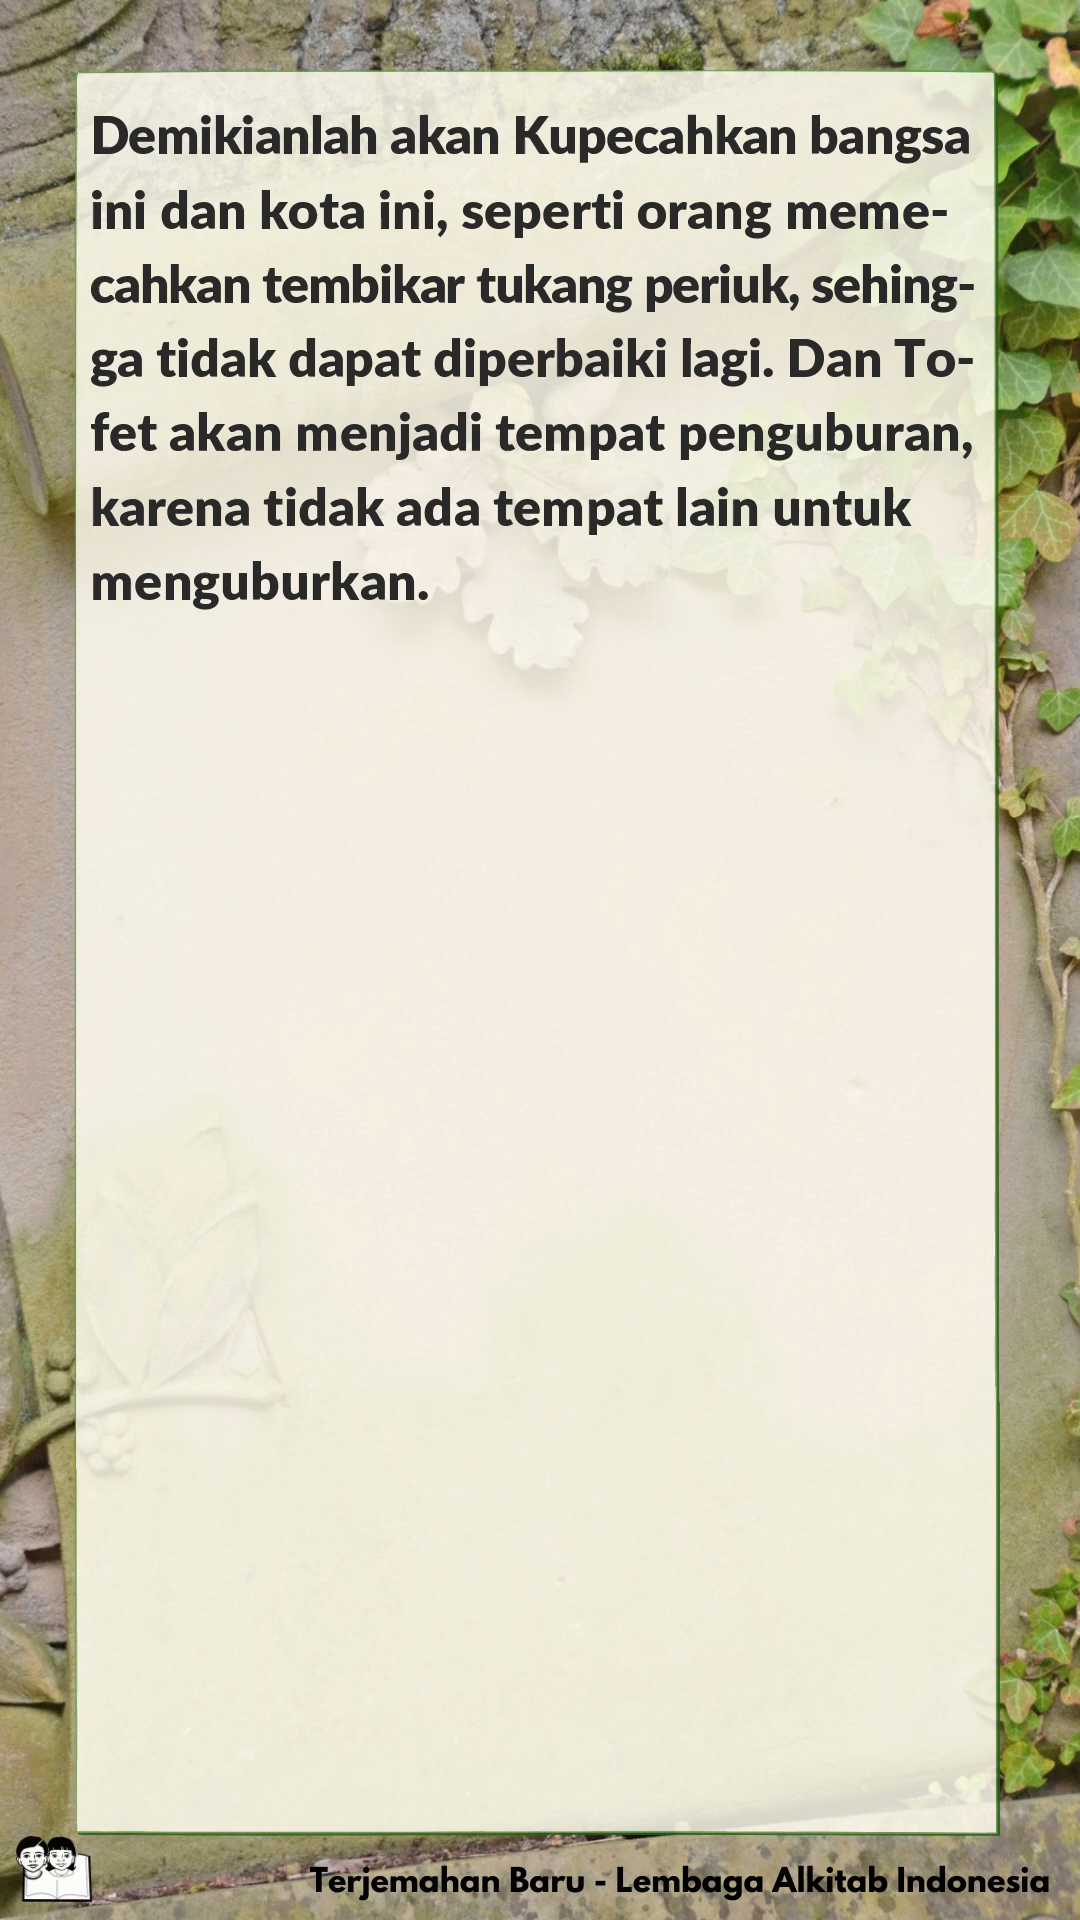 Demikianlah akan Kupecahkan bangsa
ini dan kota ini, seperti orang meme-
cahkan tembikar tukang periuk, sehing-
ga tidak dapat diperbaiki lagi. Dan To-
fet akan menjadi tempat penguburan,
karena tidak ada tempat lain untuk
menguburkan.
Terjemahan Baru - Lembaga Alkitab Indonesia